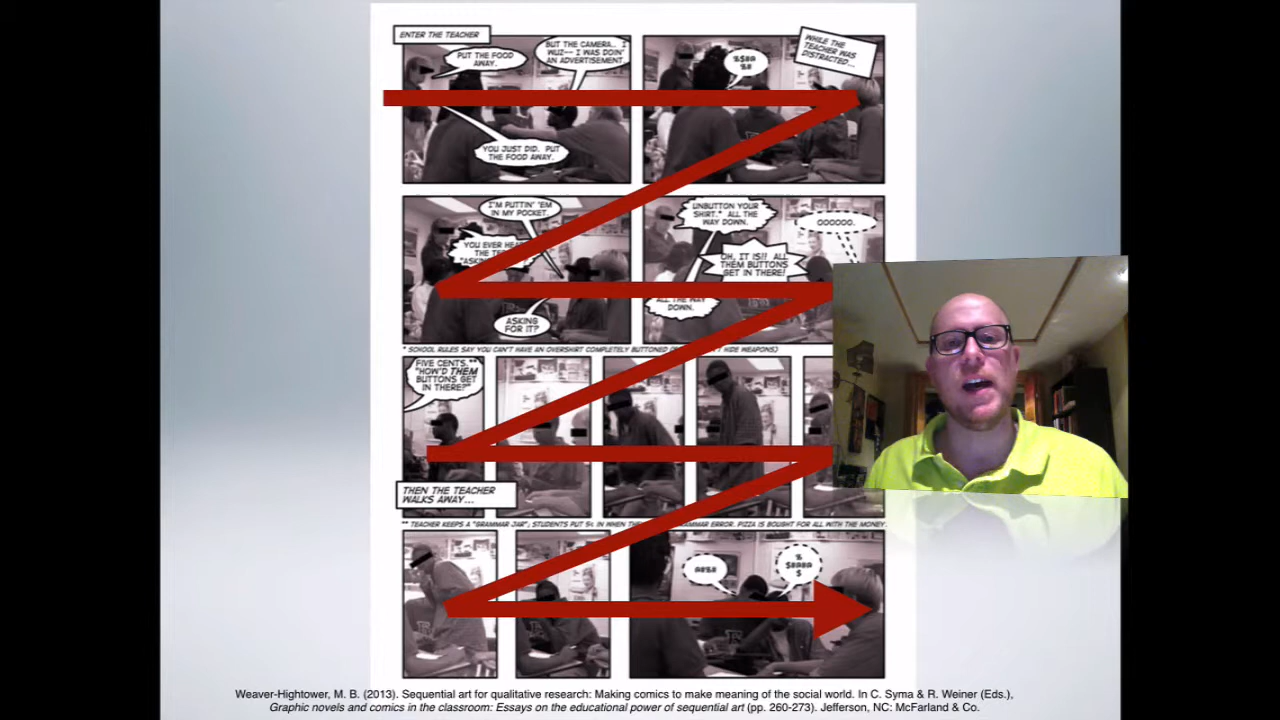 ENTER THE TEACHER
PUT THE FOOD
AWAY.
BUT THE CAMERA.. I
WUZ-- I WAS DOIN'
AN ADVERTISEMENT.
YOU JUST DID. PUT
THE FOOD AWAY.
%$#A
%#
WHILE THE
TEACHER WAS
DISTRACTED...
I'M PUTTIN' 'EM
IN MY POCKET.
YOU EVER
THE
"ASKIN
ASKING
FOR IT?
UNBUTTON YOUR
SHIRT.* ALL THE
WAY DOWN.
OOOOOO.
OH, IT IS!! ALL
THEM BUTTONS
GET IN THERE!
ALL THE WAY
DOWN.
* SCHOOL RULES SAY YOU CAN'T HAVE AN OVERSHIRT COMPLETELY BUTTONED HIDE WEAPONS)
FIVE CENTS.**
"HOW'D THEM
BUTTONS GET
IN THERE?"
THEN THE TEACHER
WALKS AWAY...
** TEACHER KEEPS A "GRAMMAR JAR"; STUDENTS PUT 5¢ IN WHEN GRAMMAR ERROR. PIZZA IS BOUGHT FOR ALL WITH THE MONEY.
Weaver-Hightower, M. B. (2013). Sequential art for qualitative research: Making comics to make meaning of the social world. In C. Syma & R. Weiner (Eds.),
Graphic novels and comics in the classroom: Essays on the educational power of sequential art (pp. 260-273). Jefferson, NC: McFarland & Co.